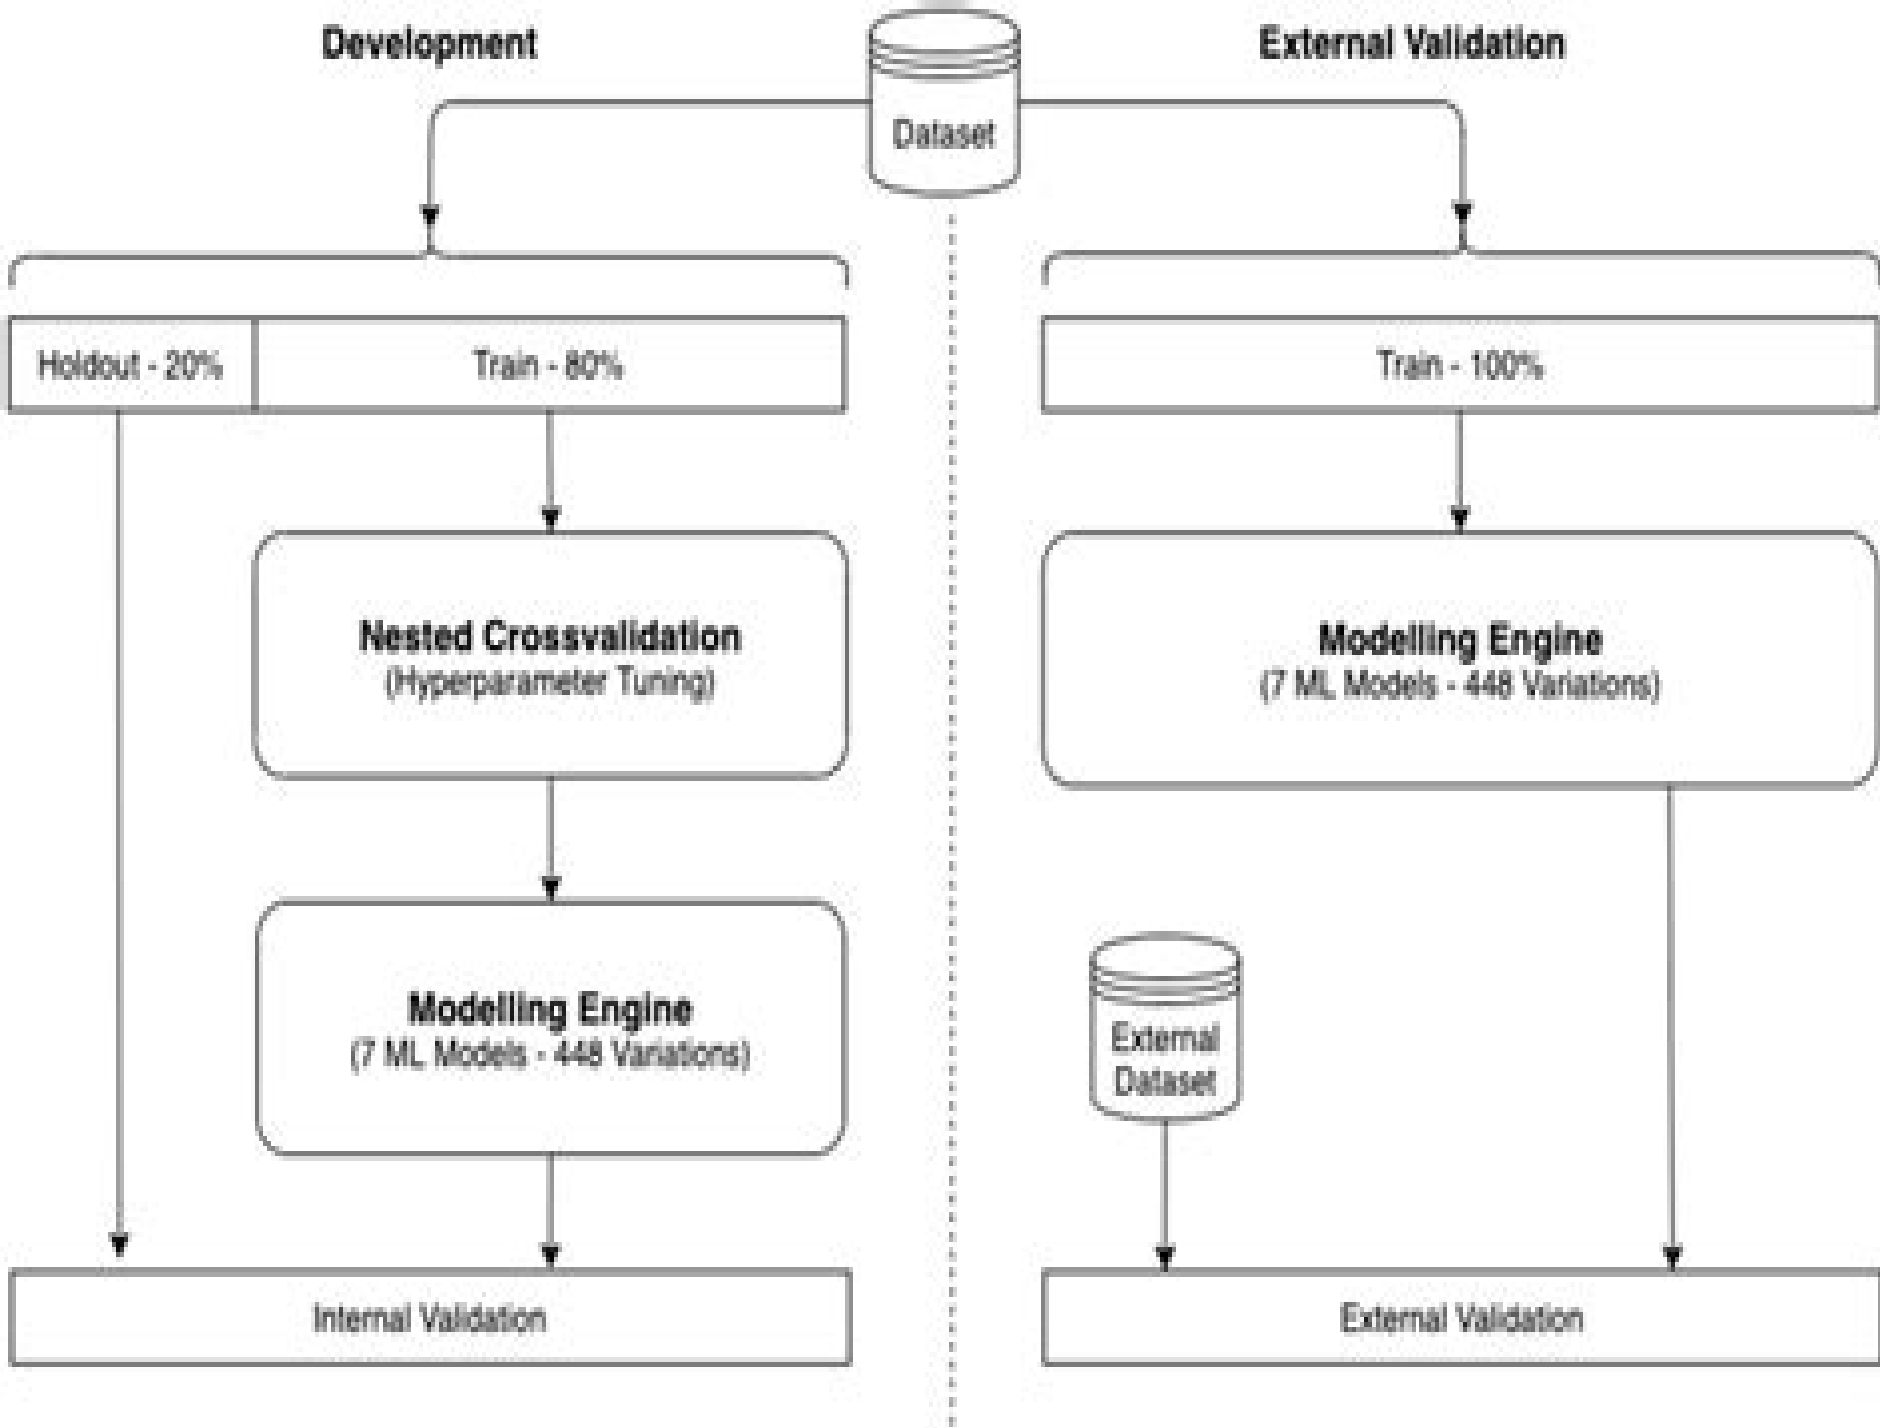 Development
External Validation
Dataset
Holdout - 20%
Train - 80%
Train - 100%
Nested Crossvalidation
(Hyperparameter Tuning)
Modelling Engine
(7 ML Models - 448 Variations)
Modelling Engine
(7 ML Models - 448 Variations)
External
Dataset
Internal Validation
External Validation